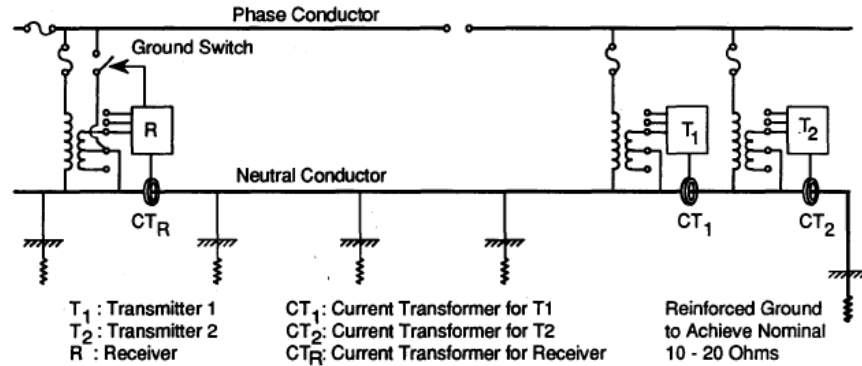 Phase Conductor
Ground Switch
R
T1
T2
Neutral Conductor
CTR
CT1
CT2
T1 : Transmitter 1
T2 : Transmitter 2
R : Receiver
CT1: Current Transformer for T1
CT2: Current Transformer for T2
CTR: Current Transformer for Receiver
Reinforced Ground
to Achieve Nominal
10 - 20 Ohms